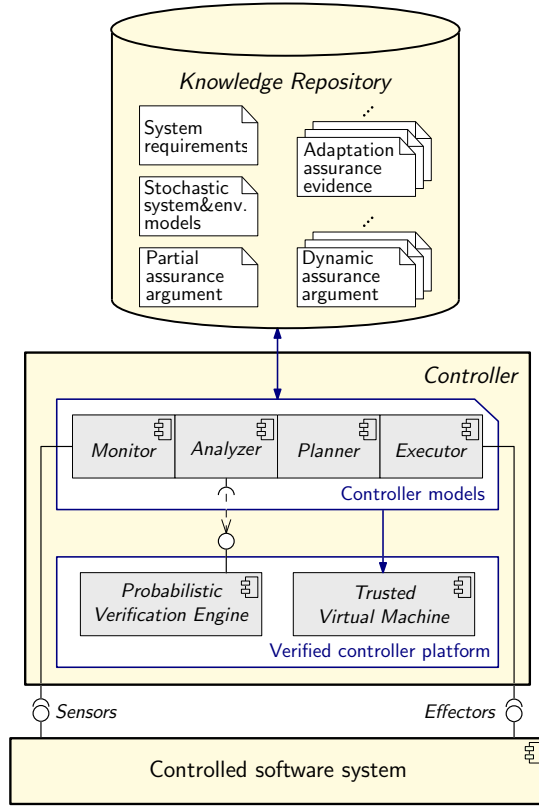 Knowledge Repository
System
requirements
Stochastic
system&env.
models
Partial
assurance
argument
Adaptation
assurance
evidence
Dynamic
assurance
argument
Controller
Monitor
Analyzer
Planner
Executor
Controller models
Probabilistic
Verification Engine
Trusted
Virtual Machine
Verified controller platform
Sensors
Effectors
Controlled software system